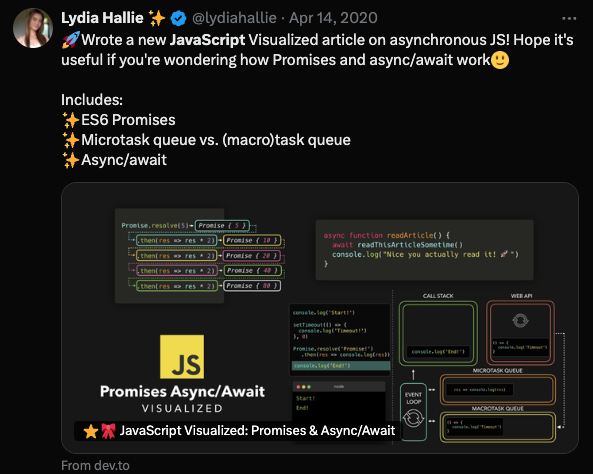 Lydia Hallie ✨ @lydiahallie · Apr 14, 2020
🚀Wrote a new JavaScript Visualized article on asynchronous JS! Hope it's
useful if you're wondering how Promises and async/await work🙂
Includes:
✨ES6 Promises
✨Microtask queue vs. (macro)task queue
✨Async/await
Promise.resolve(5) Promise { 5 }
.then(res => res * 2) Promise { 10 }
.then(res => res * 2) Promise { 20 }
.then(res => res * 2) Promise { 40 }
.then(res => res * 2) Promise { 80 }
async function readArticle() {
await readThisArticleSometime()
console.log("Nice you actually read it! 🚀")
}
JS
Promises Async/Await
VISUALIZED
console.log('Start!')
setTimeout(() => {
console.log('Timeout!')
}, 0)
Promise.resolve('Promise!')
.then(res => console.log(res))
console.log('End!')
node
Start!
End!
CALL STACK
console.log('End!')
WEB API
() => {
console.log('Timeout!')
}
MICROTASK QUEUE
res => console.log(res)
EVENT
LOOP
MACROTASK QUEUE
() => {
console.log('Timeout!')
}
⭐🎀 JavaScript Visualized: Promises & Async/Await
From dev.to